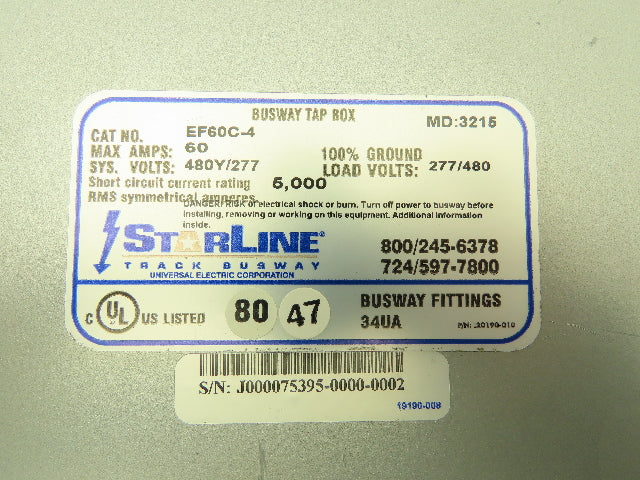 BUSWAY TAP BOX
MD:3215
CAT NO. EF60C-4
MAX AMPS: 60
100% GROUND
SYS. VOLTS: 480Y/277
LOAD VOLTS: 277/480
Short circuit current rating 5,000
RMS symmetrical amperes
DANGER! RISK of electrical shock or burn. Turn off power to busway before
installing, removing or working on this equipment. Additional information
inside.
STARLINE®
TRACK BUSWAY
UNIVERSAL ELECTRIC CORPORATION
800/245-6378
724/597-7800
C UL US LISTED 80 47
BUSWAY FITTINGS
34UA
P/N: J20190-010
S/N: J000075395-0000-0002
19190-008